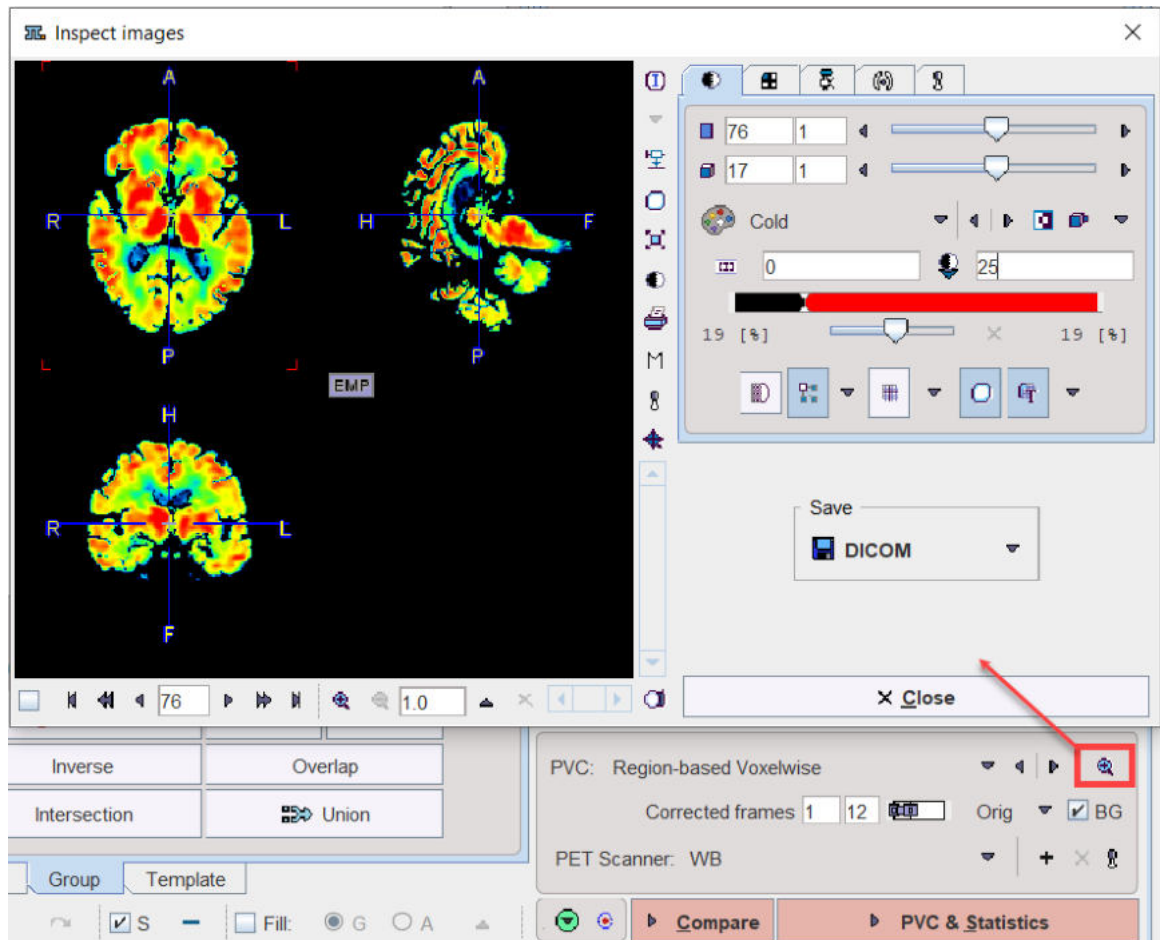 Inspect images
A A
76 1
17 1
R L H F
Cold
0 25
19 [%] 19 [%]
P P
M
EMP
H
R L
Save
DICOM
F
76 1.0
Close
Inverse Overlap
PVC: Region-based Voxelwise
Intersection Union
Corrected frames 1 12 Orig BG
PET Scanner: WB
Group Template
S Fill: G A
Compare PVC & Statistics